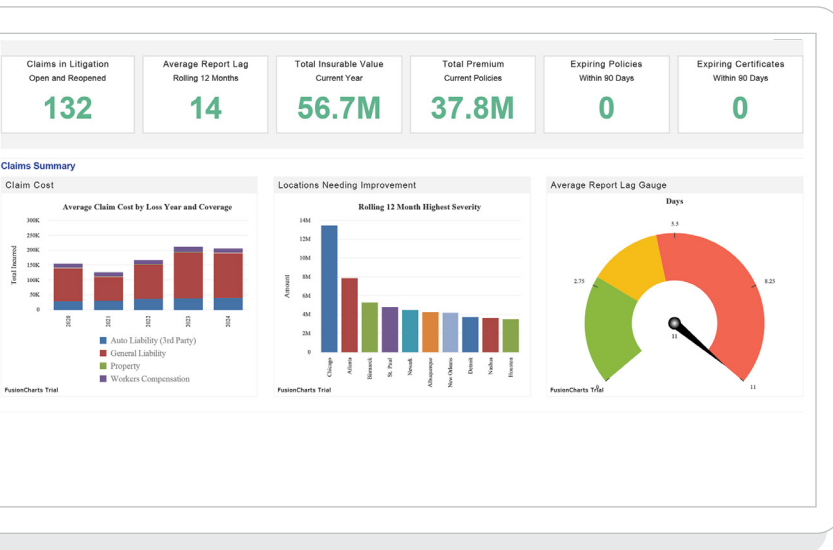 Claims in Litigation
Open and Reopened
132
Average Report Lag
Rolling 12 Months
14
Total Insurable Value
Current Year
56.7M
Total Premium
Current Policies
37.8M
Expiring Policies
Within 90 Days
0
Expiring Certificates
Within 90 Days
0
Claims Summary
Claim Cost
Average Claim Cost by Loss Year and Coverage
Total Incurred
300K
250K
200K
150K
100K
50K
0
2020
2021
2022
2023
2024
Auto Liability (3rd Party)
General Liability
Property
Workers Compensation
FusionCharts Trial
Locations Needing Improvement
Rolling 12 Month Highest Severity
Amount
14M
12M
10M
8M
6M
4M
2M
0
Chicago
Atlanta
Bismarck
St. Paul
Newark
Albuquerque
New Orleans
Detroit
Nashua
Houston
FusionCharts Trial
Average Report Lag Gauge
Days
5.5
2.75
8.25
11
0
11
FusionCharts Trial